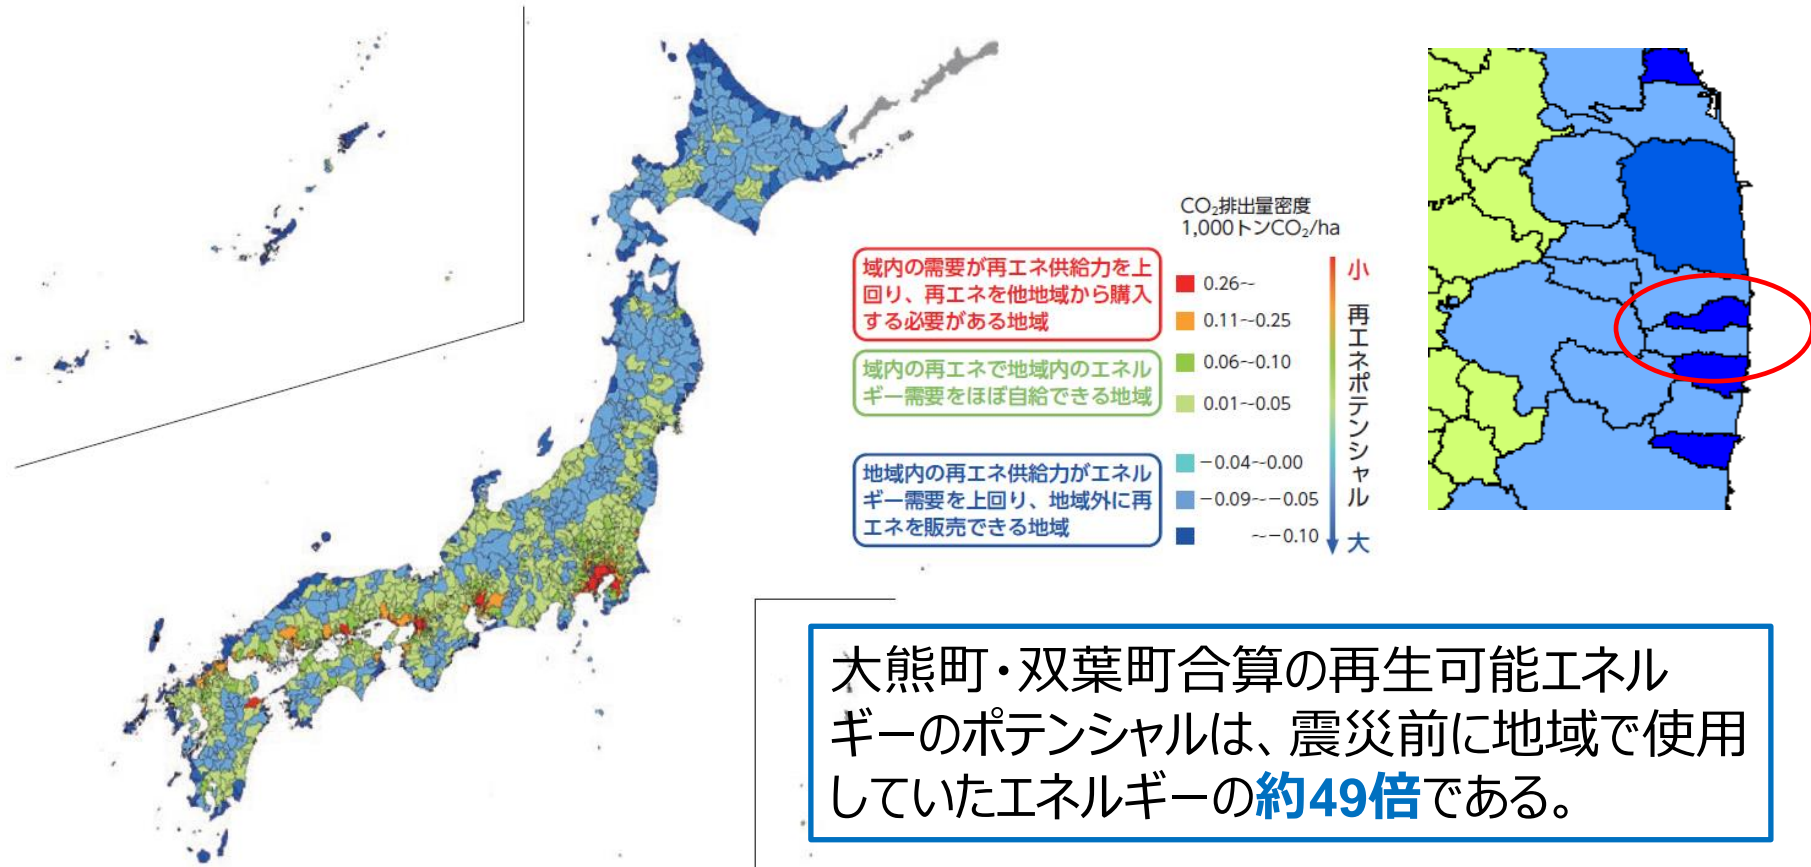 CO₂排出量密度
1,000トンCO₂/ha
域内の需要が再エネ供給力を上
回り、再エネを他地域から購入
する必要がある地域
域内の再エネで地域内のエネル
ギー需要をほぼ自給できる地域
地域内の再エネ供給力がエネル
ギー需要を上回り、地域外に再
エネを販売できる地域
0.26~
0.11~0.25
0.06~0.10
0.01~0.05
-0.04~0.00
-0.09~-0.05
~-0.10
小
再エネポテンシャル
大
大熊町・双葉町合算の再生可能エネル
ギーのポテンシャルは、震災前に地域で使用
していたエネルギーの約49倍である。